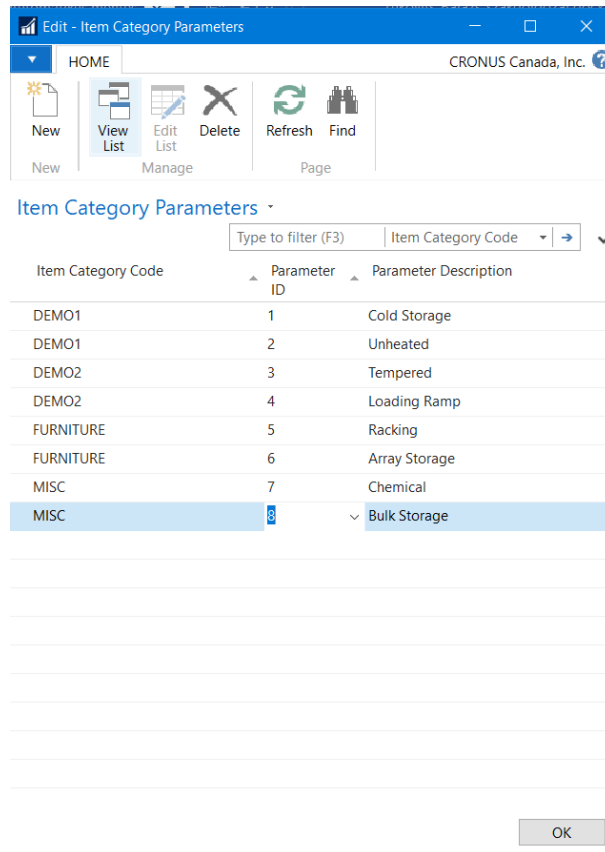 Edit - Item Category Parameters
HOME
CRONUS Canada, Inc.
New
View List
Edit List
Delete
Refresh
Find
New
Manage
Page
Item Category Parameters
Type to filter (F3)
Item Category Code
Item Category Code
Parameter ID
Parameter Description
DEMO1 1 Cold Storage
DEMO1 2 Unheated
DEMO2 3 Tempered
DEMO2 4 Loading Ramp
FURNITURE 5 Racking
FURNITURE 6 Array Storage
MISC 7 Chemical
MISC 8 Bulk Storage
OK